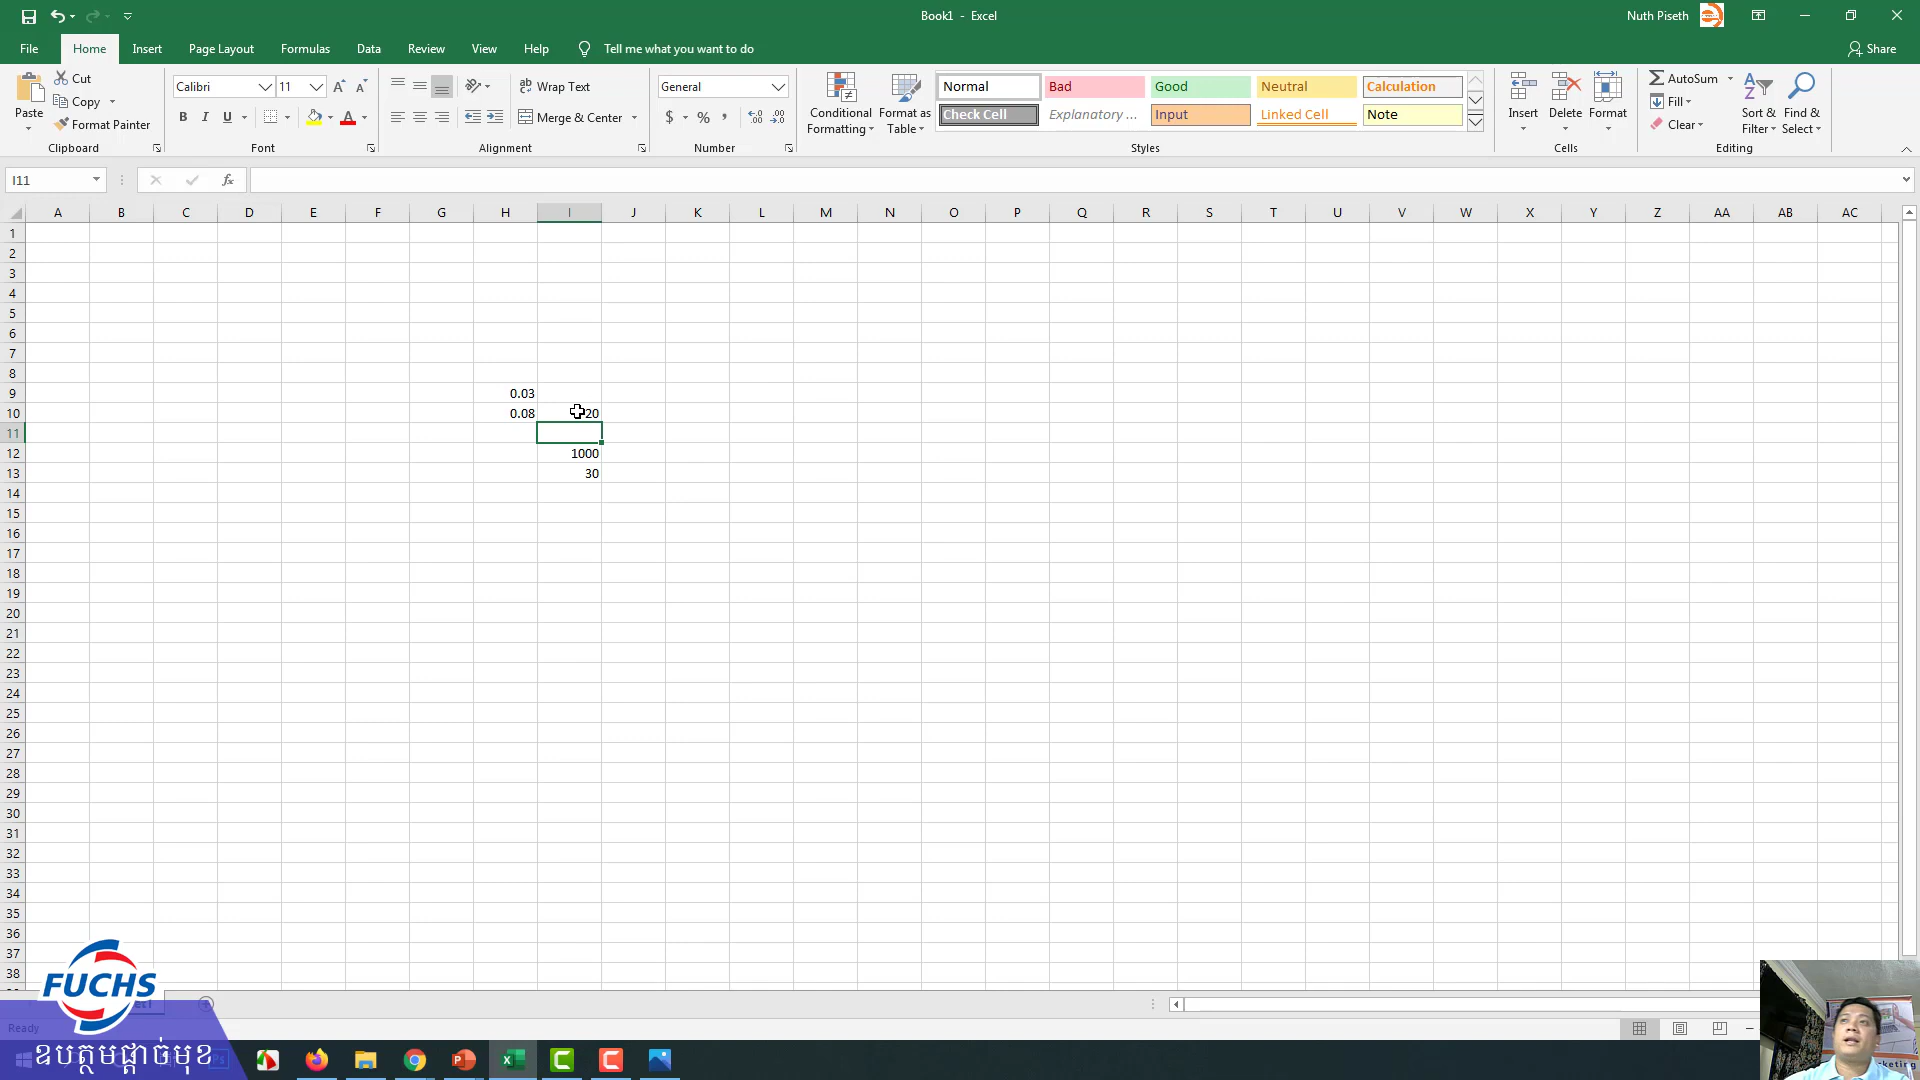 Book1 - Excel
Nuth Piseth
File Home Insert Page Layout Formulas Data Review View Help Tell me what you want to do Share
Paste
Cut
Copy
Format Painter
Clipboard
Calibri 11
B I U
Font
Wrap Text
Merge & Center
Alignment
General
$ % ,
Number
Conditional Formatting
Format as Table
Normal Bad Good Neutral Calculation
Check Cell Explanatory ... Input Linked Cell Note
Styles
Insert Delete Format
Cells
AutoSum
Fill
Clear
Sort & Filter
Find & Select
Editing
I11
fx
A B C D E F G H I J K L M N O P Q R S T U V W X Y Z AA AB AC
1
2
3
4
5
6
7
8
9 0.03
10 0.08 20
11
12 1000
13 30
14
15
16
17
18
19
20
21
22
23
24
25
26
27
28
29
30
31
32
33
34
35
36
37
38
FUCHS
Ready
ឧបត្ថមផ្តាច់មុខ